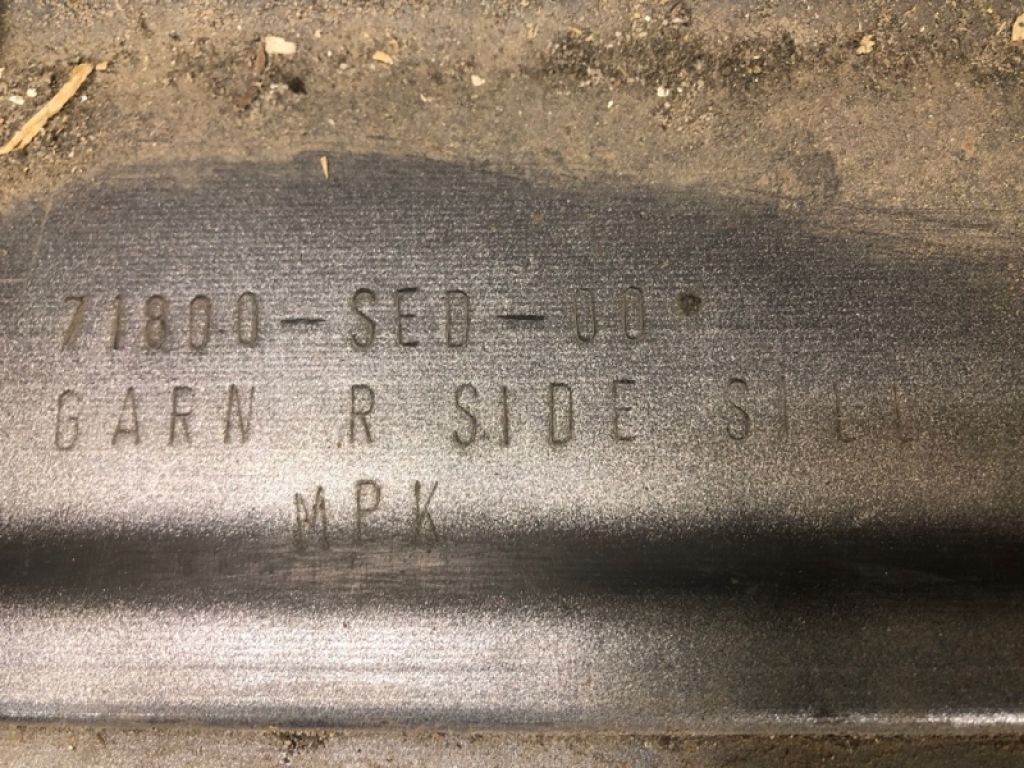 71800-SED-00
GARN R SIDE SILL
MPK